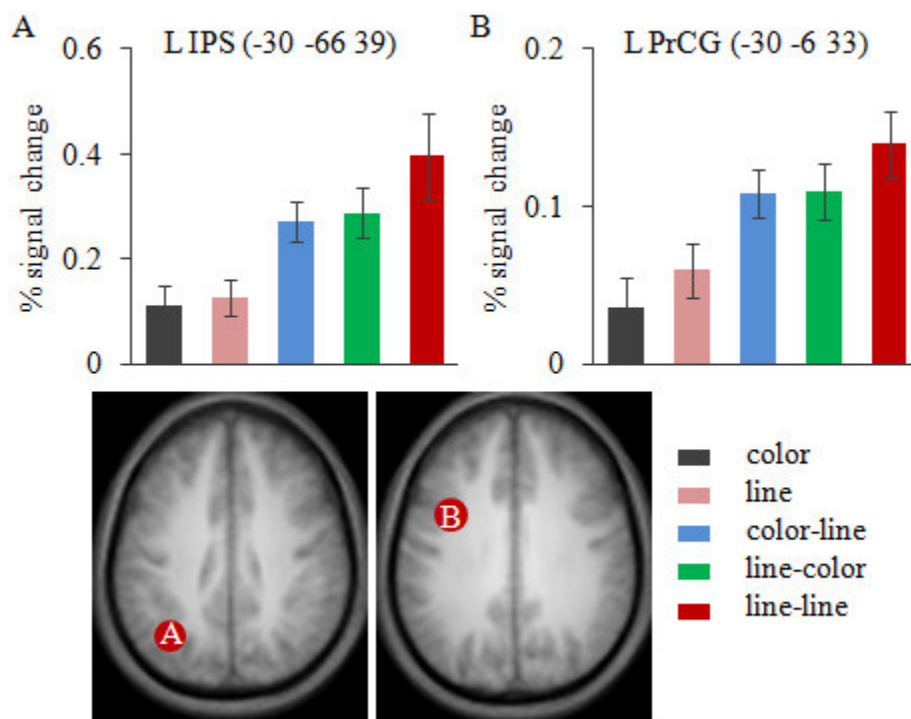 A
L IPS (-30 -66 39)
% signal change
0.6
0.4
0.2
0
B
L PrCG (-30 -6 33)
% signal change
0.2
0.1
0
A
B
color
line
color-line
line-color
line-line